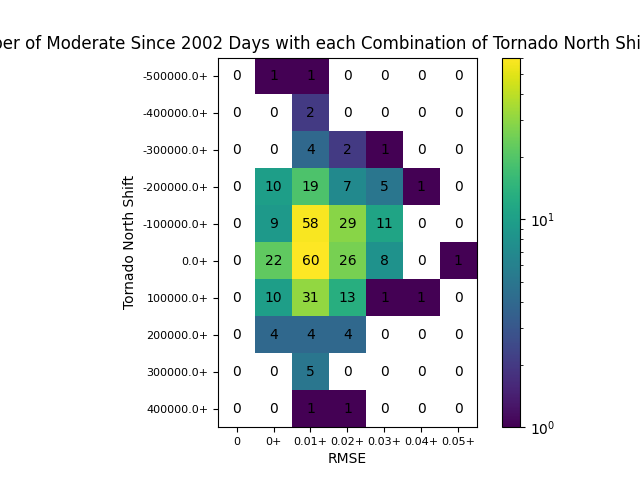 of Moderate Since 2002 Days with each Combination of Tornado North
Tornado North Shift
-500000.0+ 0 1 1 0 0 0 0
-400000.0+ 0 0 2 0 0 0 0
-300000.0+ 0 0 4 2 1 0 0
-200000.0+ 0 10 19 7 5 1 0
-100000.0+ 0 9 58 29 11 0 0
0.0+ 0 22 60 26 8 0 1
100000.0+ 0 10 31 13 1 1 0
200000.0+ 0 4 4 4 0 0 0
300000.0+ 0 0 5 0 0 0 0
400000.0+ 0 0 1 1 0 0 0
0 0+ 0.01+ 0.02+ 0.03+ 0.04+ 0.05+
RMSE
10¹
10⁰